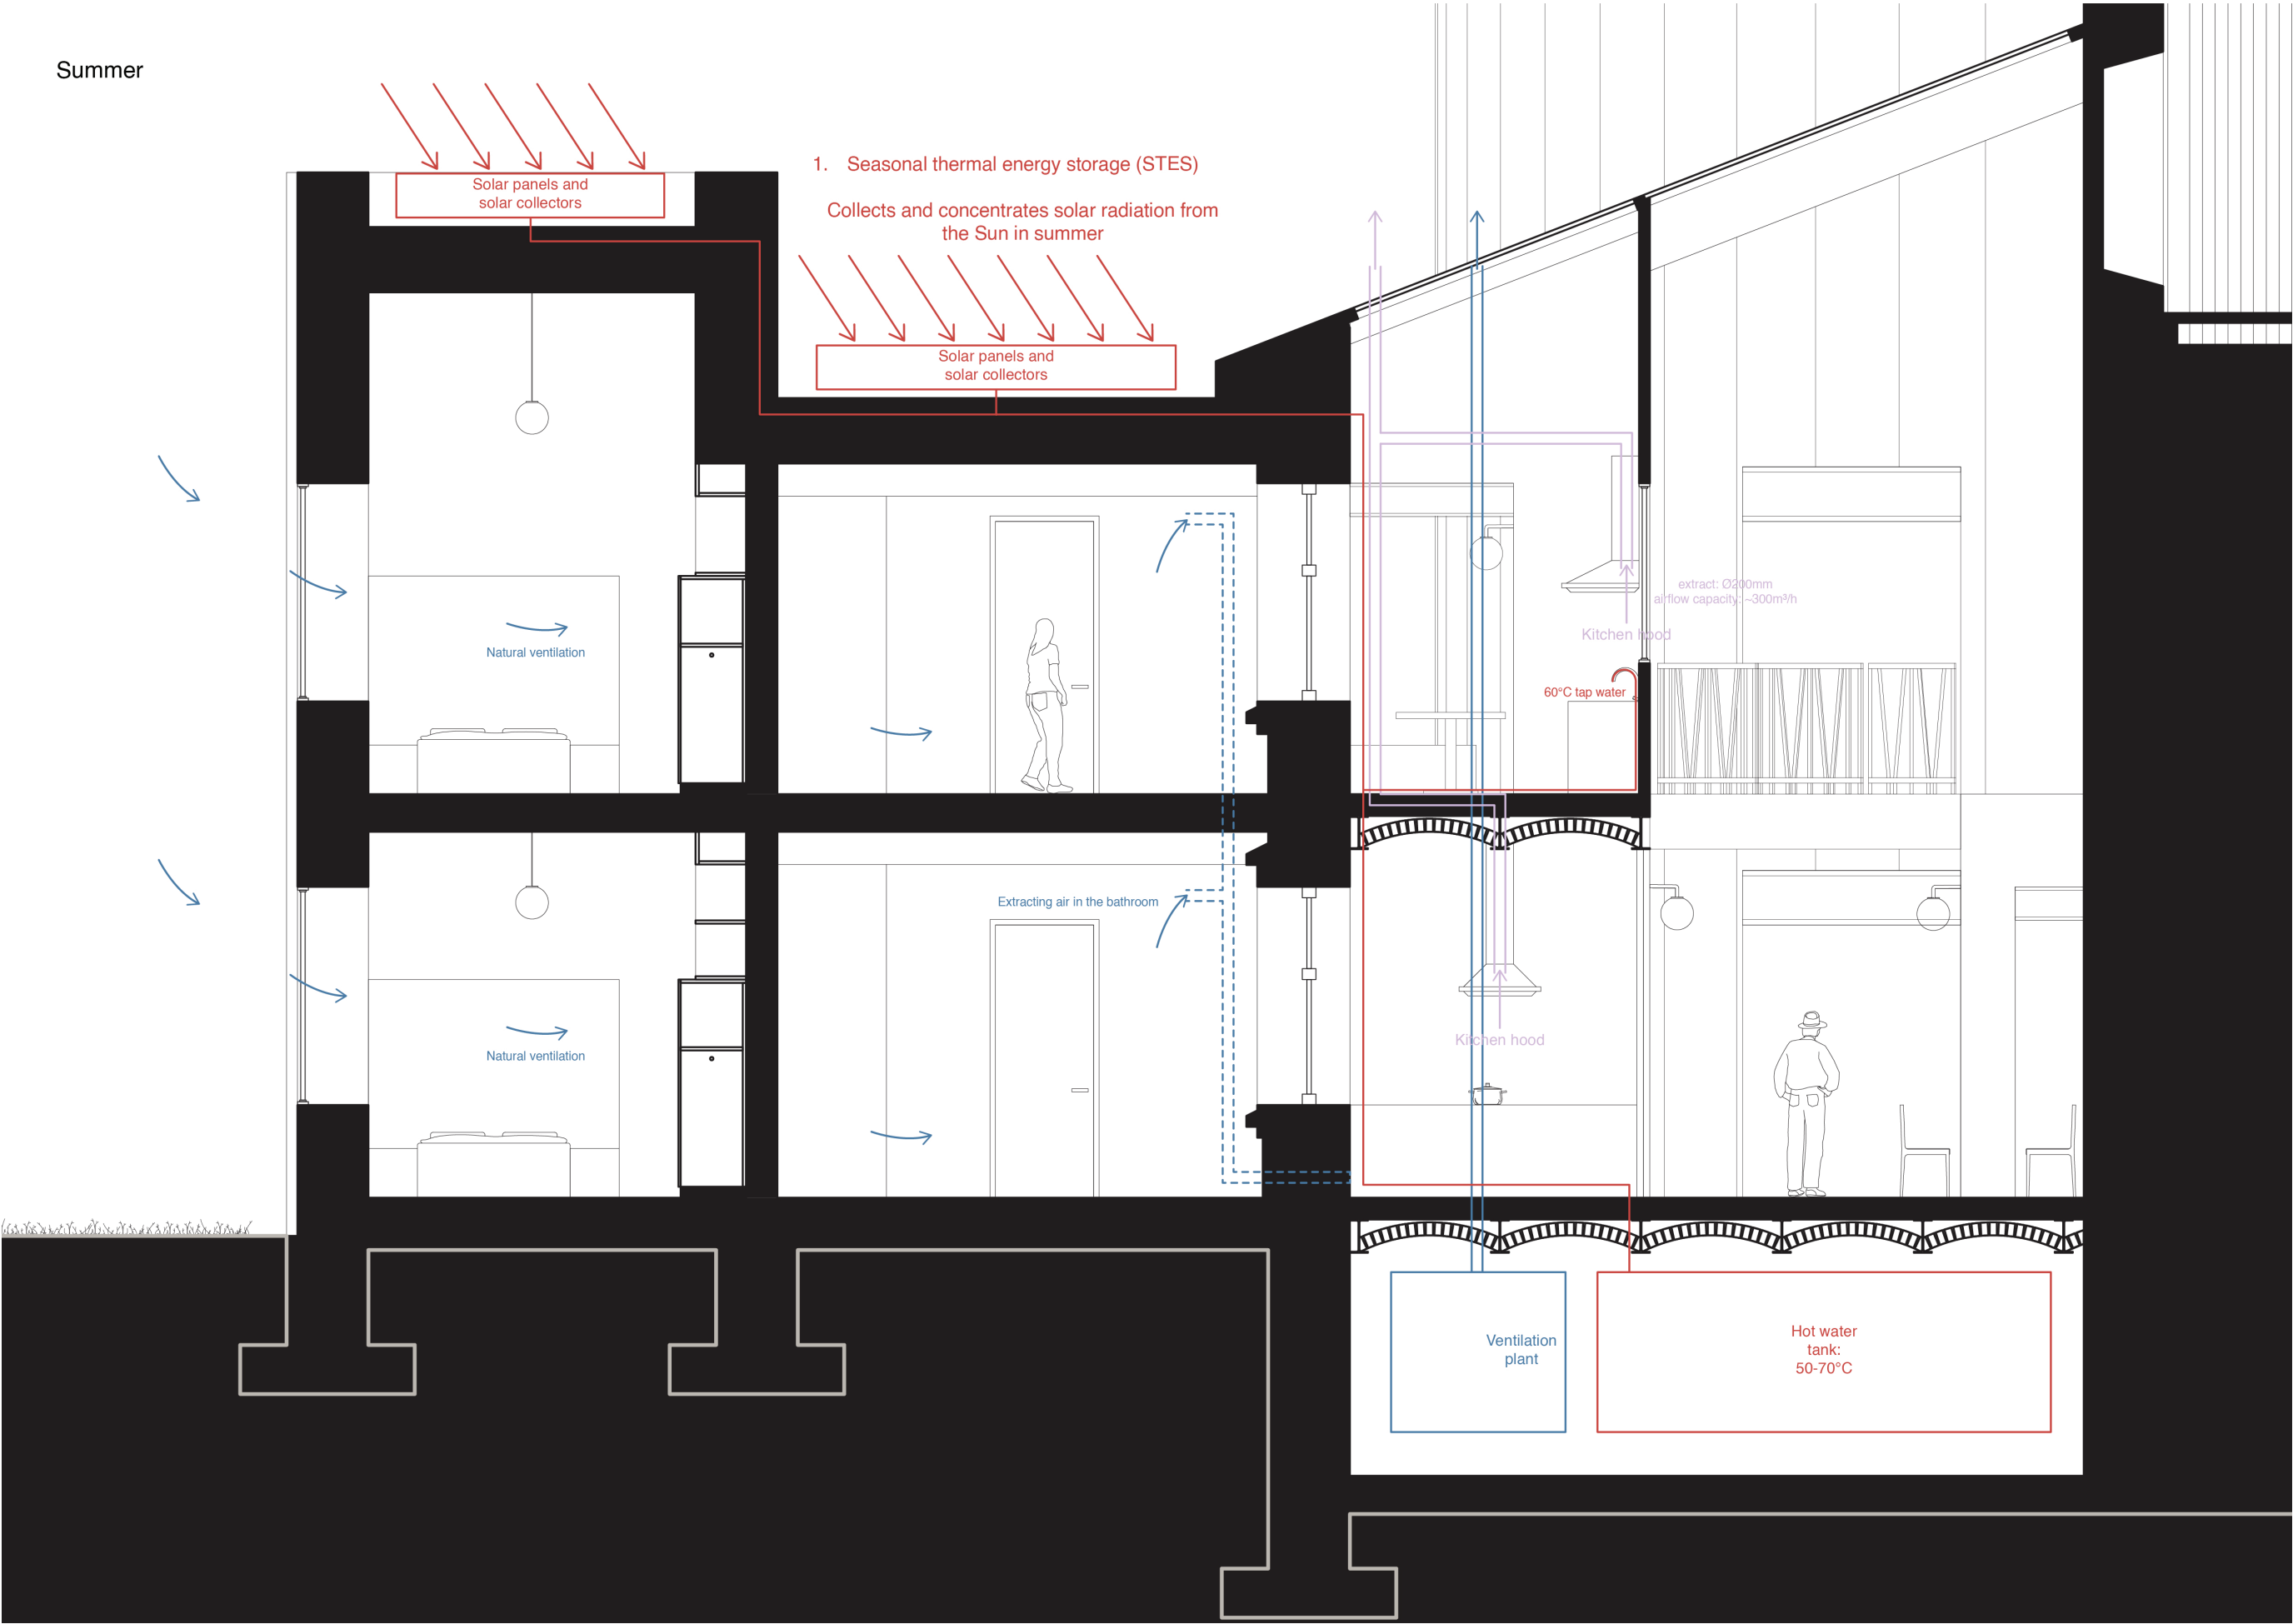 Summer
1. Seasonal thermal energy storage (STES)
Collects and concentrates solar radiation from
the Sun in summer
Solar panels and
solar collectors
Solar panels and
solar collectors
extract: Ø200mm
airflow capacity: ~300m³/h
Kitchen hood
Natural ventilation
60°C tap water
Extracting air in the bathroom
Kitchen hood
Natural ventilation
Ventilation
plant
Hot water
tank:
50-70°C